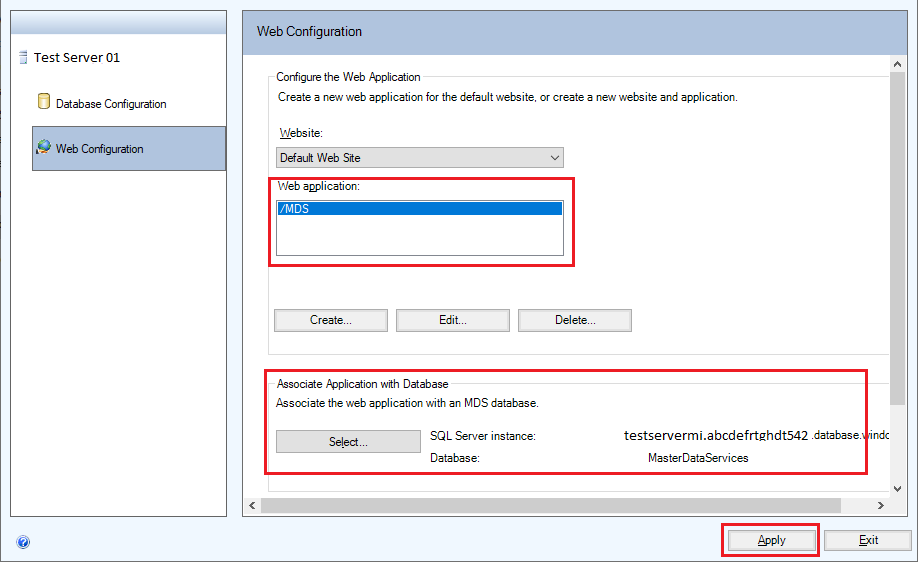 Test Server 01
Database Configuration
Web Configuration
Web Configuration
Configure the Web Application
Create a new web application for the default website, or create a new website and application.
Website:
Default Web Site
Web application:
/MDS
Create...
Edit...
Delete...
Associate Application with Database
Associate the web application with an MDS database.
Select...
SQL Server instance:
testservermi.abcdefrtghdt542 .database.windo
Database:
MasterDataServices
Apply
Exit